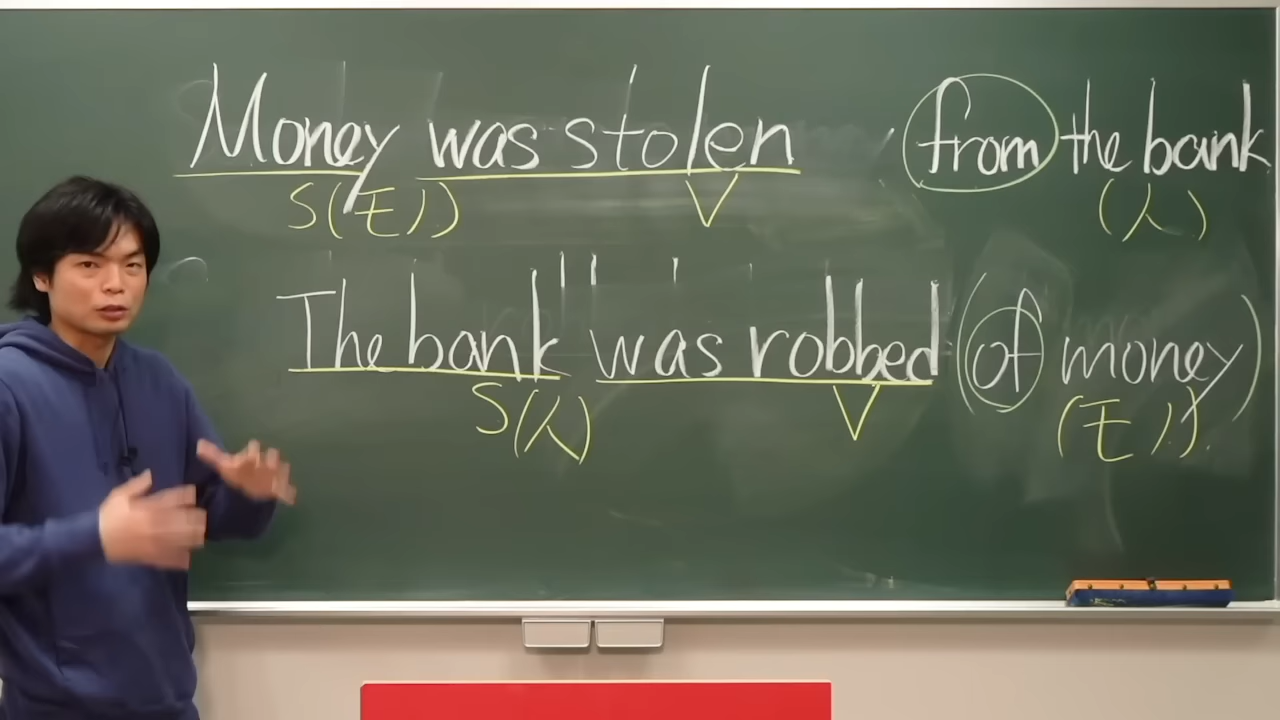 Money was stolen from the bank
S(モノ) V (人)
The bank was robbed (of money)
S(人) V (モノ)